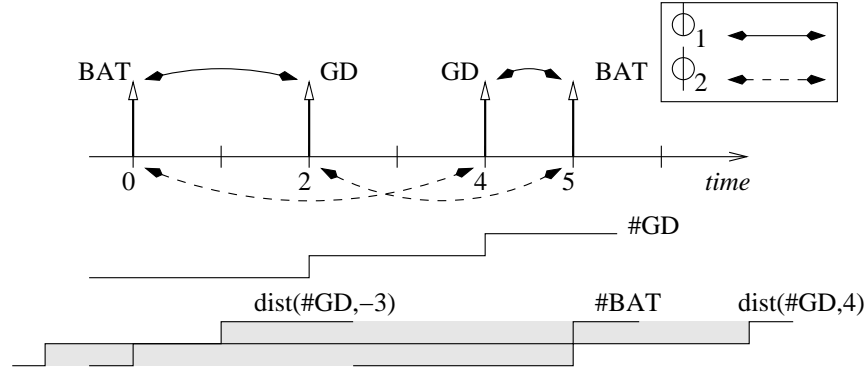 Φ1
Φ2
BAT GD GD BAT
0 2 4 5 time
#GD
dist(#GD,−3) #BAT dist(#GD,4)